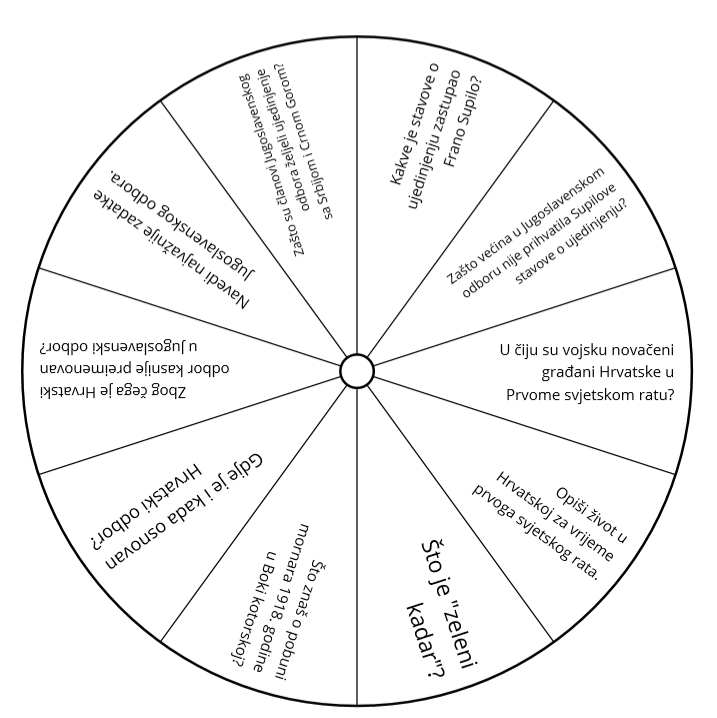 Kakve je stavove o
ujedinjenju zastupao
Frano Supilo?
Zašto većina u Jugoslavenskom
odboru nije prihvatila Supilove
stavove o ujedinjenju?
U čiju su vojsku novačeni
građani Hrvatske u
Prvome svjetskom ratu?
Opiši život u
Hrvatskoj za vrijeme
prvoga svjetskog rata.
Što je "zeleni
kadar"?
Što znaš o pobuni
mornara 1918. godine
u Boki kotorskoj?
Gdje je i kada osnovan
Hrvatski odbor?
Zbog čega je Hrvatski
odbor kasnije preimenovan
u Jugoslavenski odbor?
Navedi najvažnije zadatke
Jugoslavenskog odbora.
Zašto su članovi Jugoslavenskog
odbora željeli ujedinjenje
sa Srbijom i Crnom Gorom?